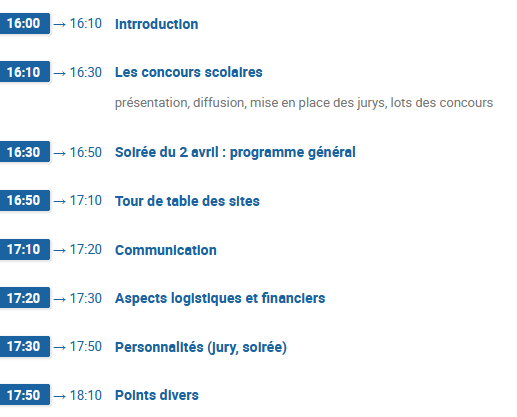 16:00 → 16:10 Intrroduction
16:10 → 16:30 Les concours scolaires
présentation, diffusion, mise en place des jurys, lots des concours
16:30 → 16:50 Soirée du 2 avril : programme général
16:50 → 17:10 Tour de table des sites
17:10 → 17:20 Communication
17:20 → 17:30 Aspects logistiques et financiers
17:30 → 17:50 Personnalités (jury, soirée)
17:50 → 18:10 Points divers